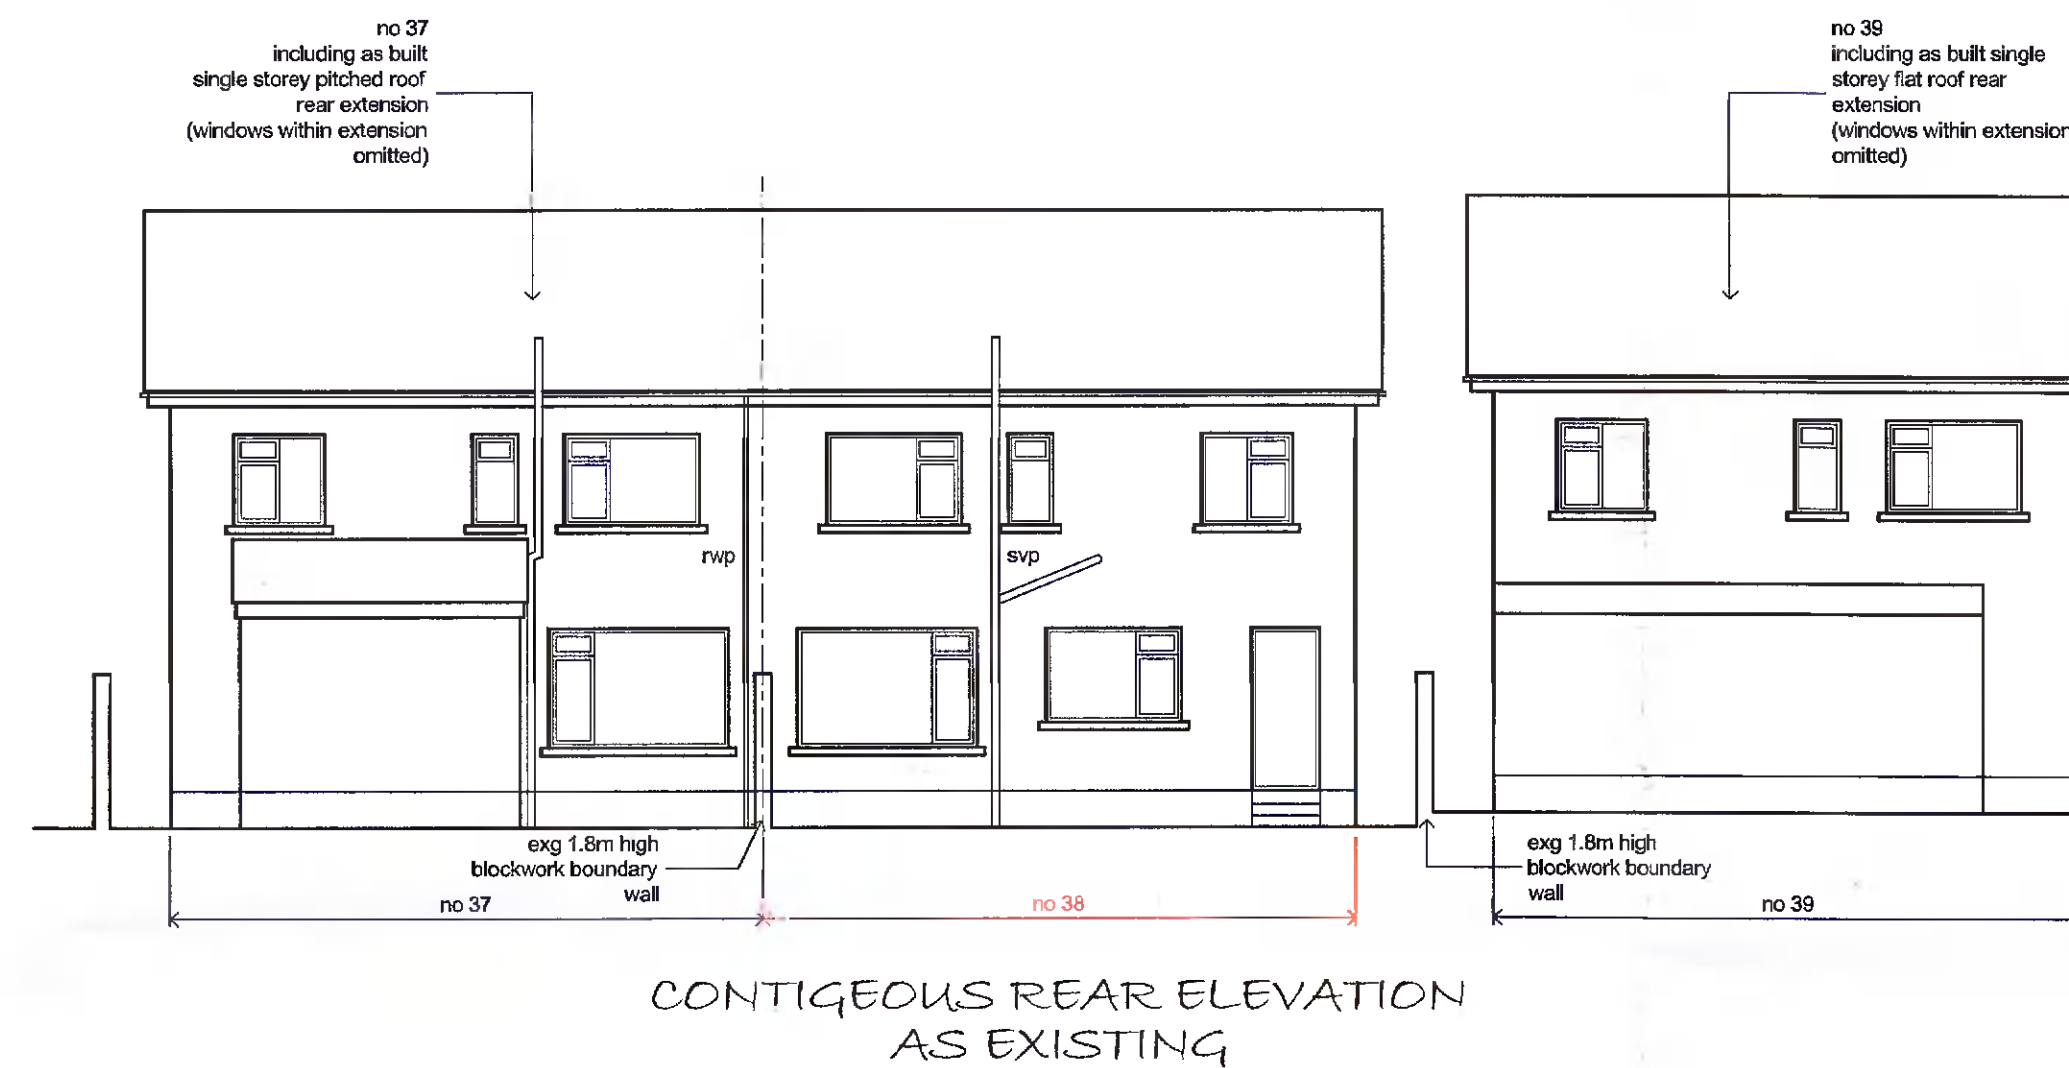 no 37
including as built
single storey pitched roof
rear extension
(windows within extension
omitted)
no 39
including as built single
storey flat roof rear
extension
(windows within extension
omitted)
rwp
svp
exg 1.8m high
blockwork boundary
wall
exg 1.8m high
blockwork boundary
wall
no 37
no 38
no 39
CONTIGEOUS REAR ELEVATION
AS EXISTING